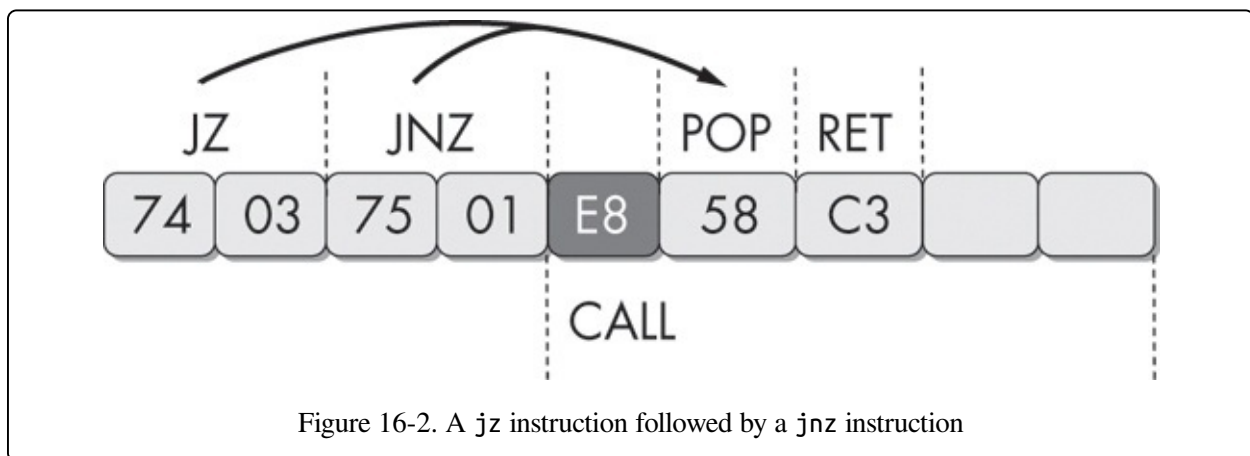 JZ JNZ POP RET
74 03 75 01 E8 58 C3
CALL
Figure 16-2. A jz instruction followed by a jnz instruction